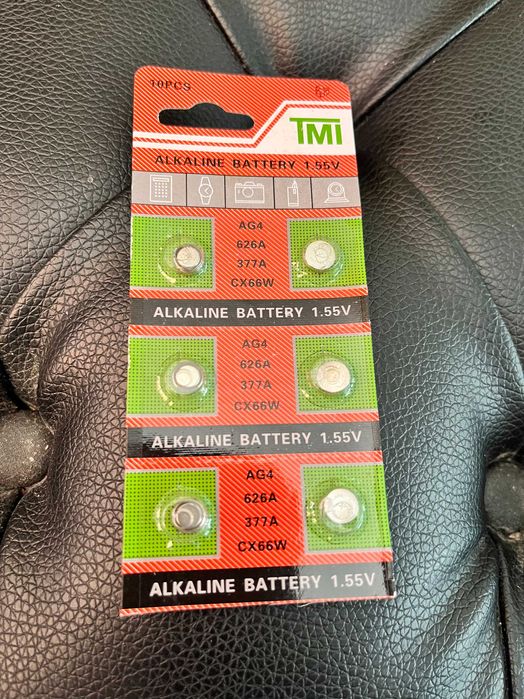 10PCS
TMI
ALKALINE BATTERY 1.55V
AG4
626A
377A
CX66W
ALKALINE BATTERY 1.55V
AG4
626A
377A
CX66W
ALKALINE BATTERY 1.55V
AG4
626A
377A
CX66W
ALKALINE BATTERY 1.55V